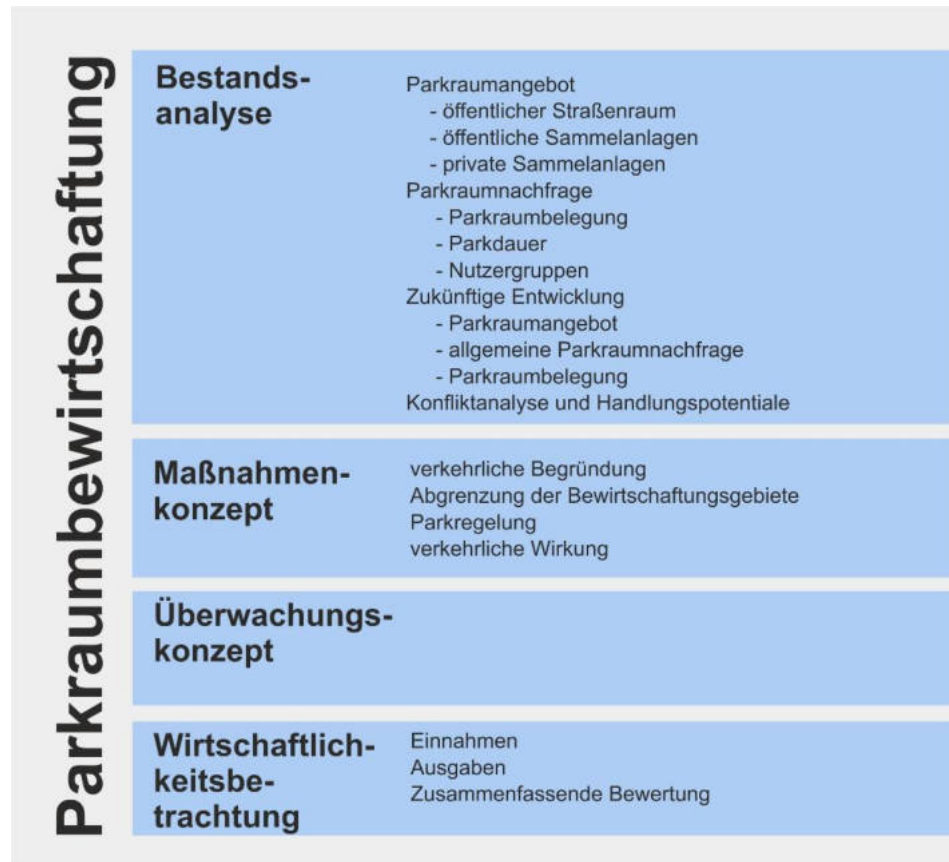 Parkraumbewirtschaftung
Bestands-
analyse
Parkraumangebot
- öffentlicher Straßenraum
- öffentliche Sammelanlagen
- private Sammelanlagen
Parkraumnachfrage
- Parkraumbelegung
- Parkdauer
- Nutzergruppen
Zukünftige Entwicklung
- Parkraumangebot
- allgemeine Parkraumnachfrage
- Parkraumbelegung
Konfliktanalyse und Handlungspotentiale
Maßnahmen-
konzept
verkehrliche Begründung
Abgrenzung der Bewirtschaftungsgebiete
Parkregelung
verkehrliche Wirkung
Überwachungs-
konzept
Wirtschaftlich-
keitsbe-
trachtung
Einnahmen
Ausgaben
Zusammenfassende Bewertung